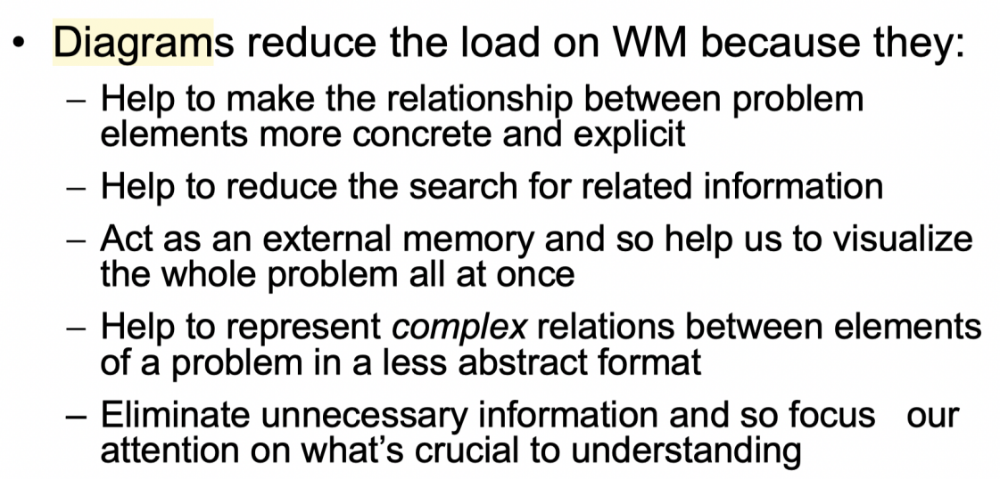 • Diagrams reduce the load on WM because they:
– Help to make the relationship between problem
elements more concrete and explicit
– Help to reduce the search for related information
– Act as an external memory and so help us to visualize
the whole problem all at once
– Help to represent complex relations between elements
of a problem in a less abstract format
– Eliminate unnecessary information and so focus our
attention on what’s crucial to understanding